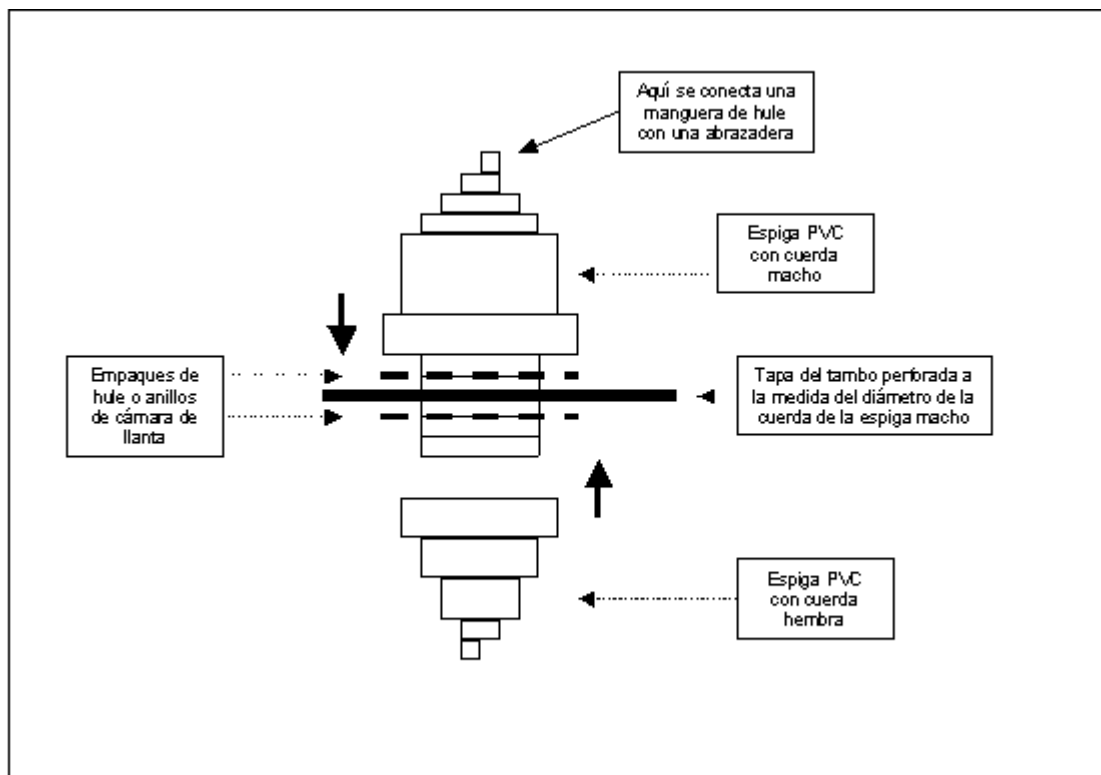 Aquí se conecta una
manguera de hule
con una abrazadera
Espiga PVC
con cuerda
macho
Empaques de
hule o anillos
de cámara de
llanta
Tapa del tambo perforada a
la medida del diámetro de la
cuerda de la espiga macho
Espiga PVC
con cuerda
hembra